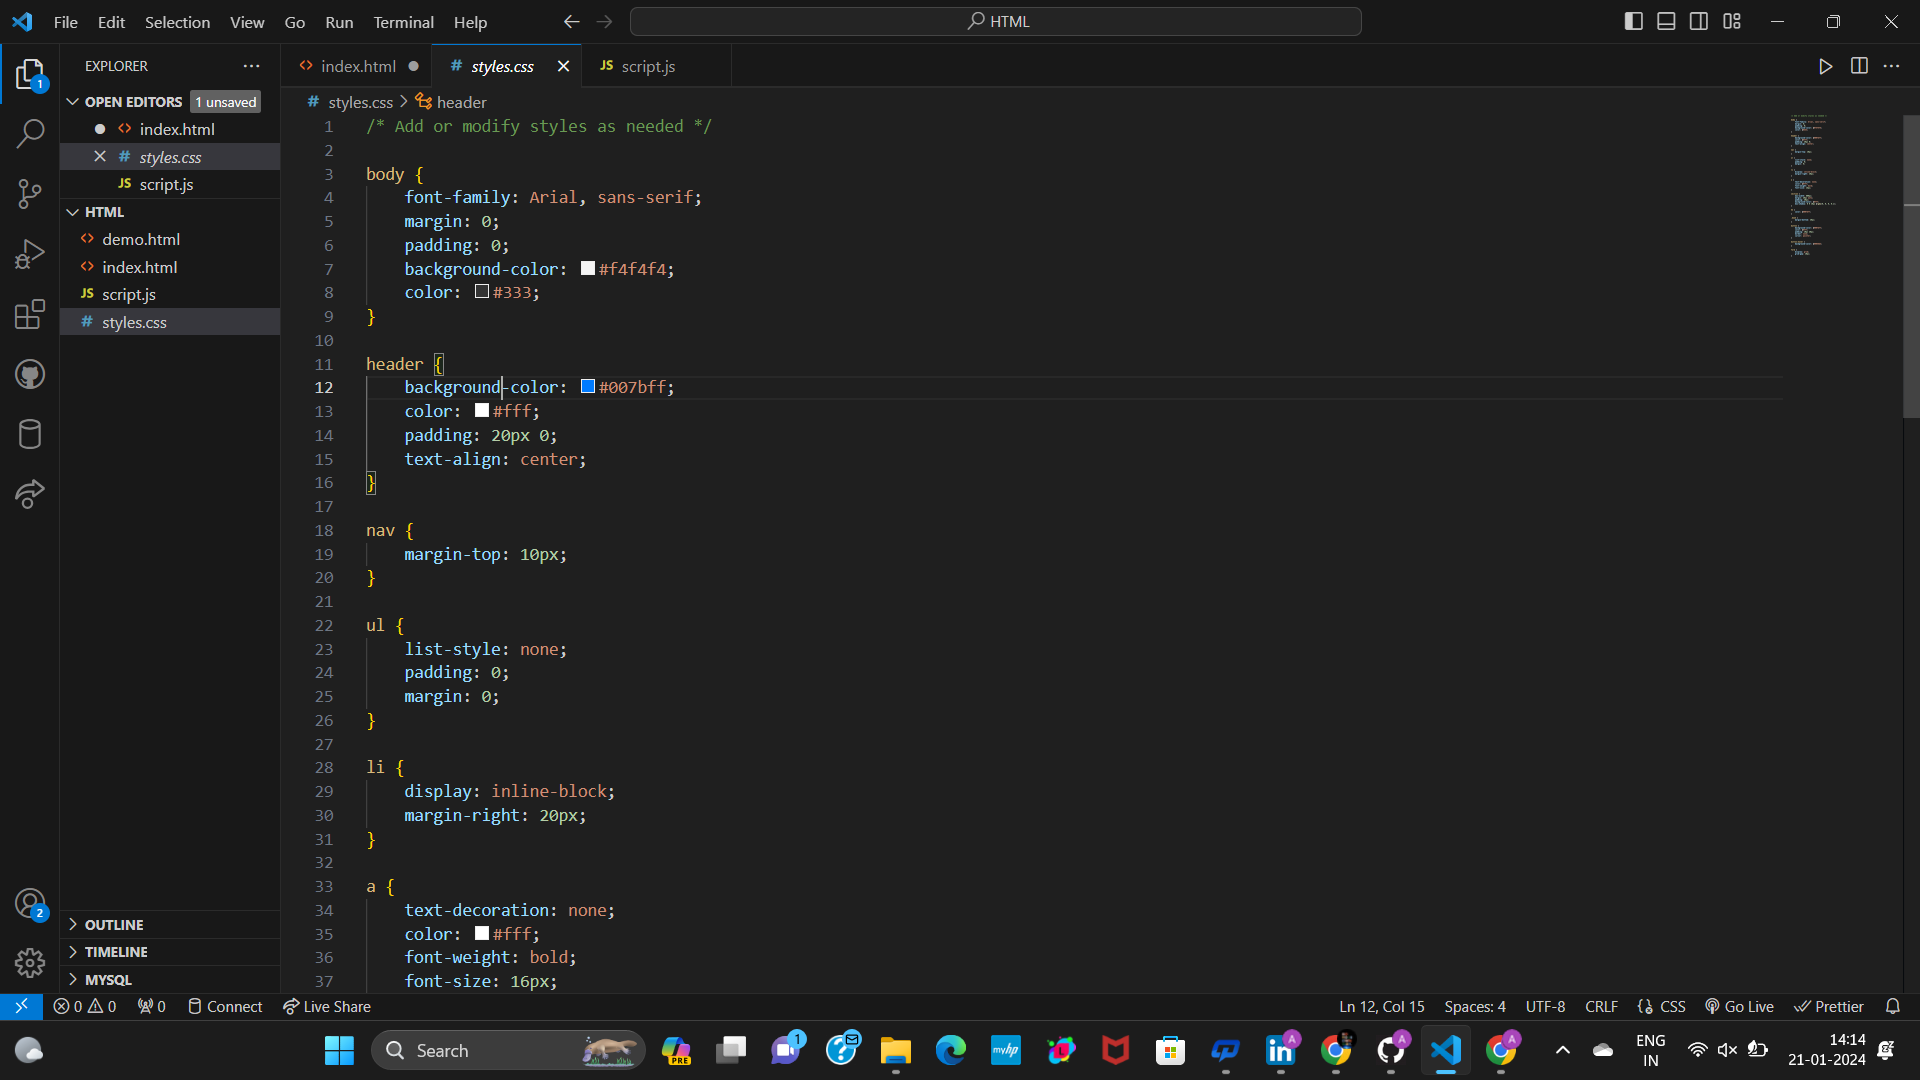 File Edit Selection View Go Run Terminal Help
HTML
EXPLORER
OPEN EDITORS 1 unsaved
index.html
styles.css
script.js
HTML
demo.html
index.html
script.js
styles.css
OUTLINE
TIMELINE
MYSQL
1
2
index.html styles.css script.js
styles.css header
1 /* Add or modify styles as needed */
2
3 body {
4 font-family: Arial, sans-serif;
5 margin: 0;
6 padding: 0;
7 background-color: #f4f4f4;
8 color: #333;
9 }
10
11 header {
12 background-color: #007bff;
13 color: #fff;
14 padding: 20px 0;
15 text-align: center;
16 }
17
18 nav {
19 margin-top: 10px;
20 }
21
22 ul {
23 list-style: none;
24 padding: 0;
25 margin: 0;
26 }
27
28 li {
29 display: inline-block;
30 margin-right: 20px;
31 }
32
33 a {
34 text-decoration: none;
35 color: #fff;
36 font-weight: bold;
37 font-size: 16px;
0 0 0 Connect Live Share Ln 12, Col 15 Spaces: 4 UTF-8 CRLF CSS Go Live Prettier
Search
PRE
1
myhp
in
A
A
A
ENG
IN
14:14
21-01-2024